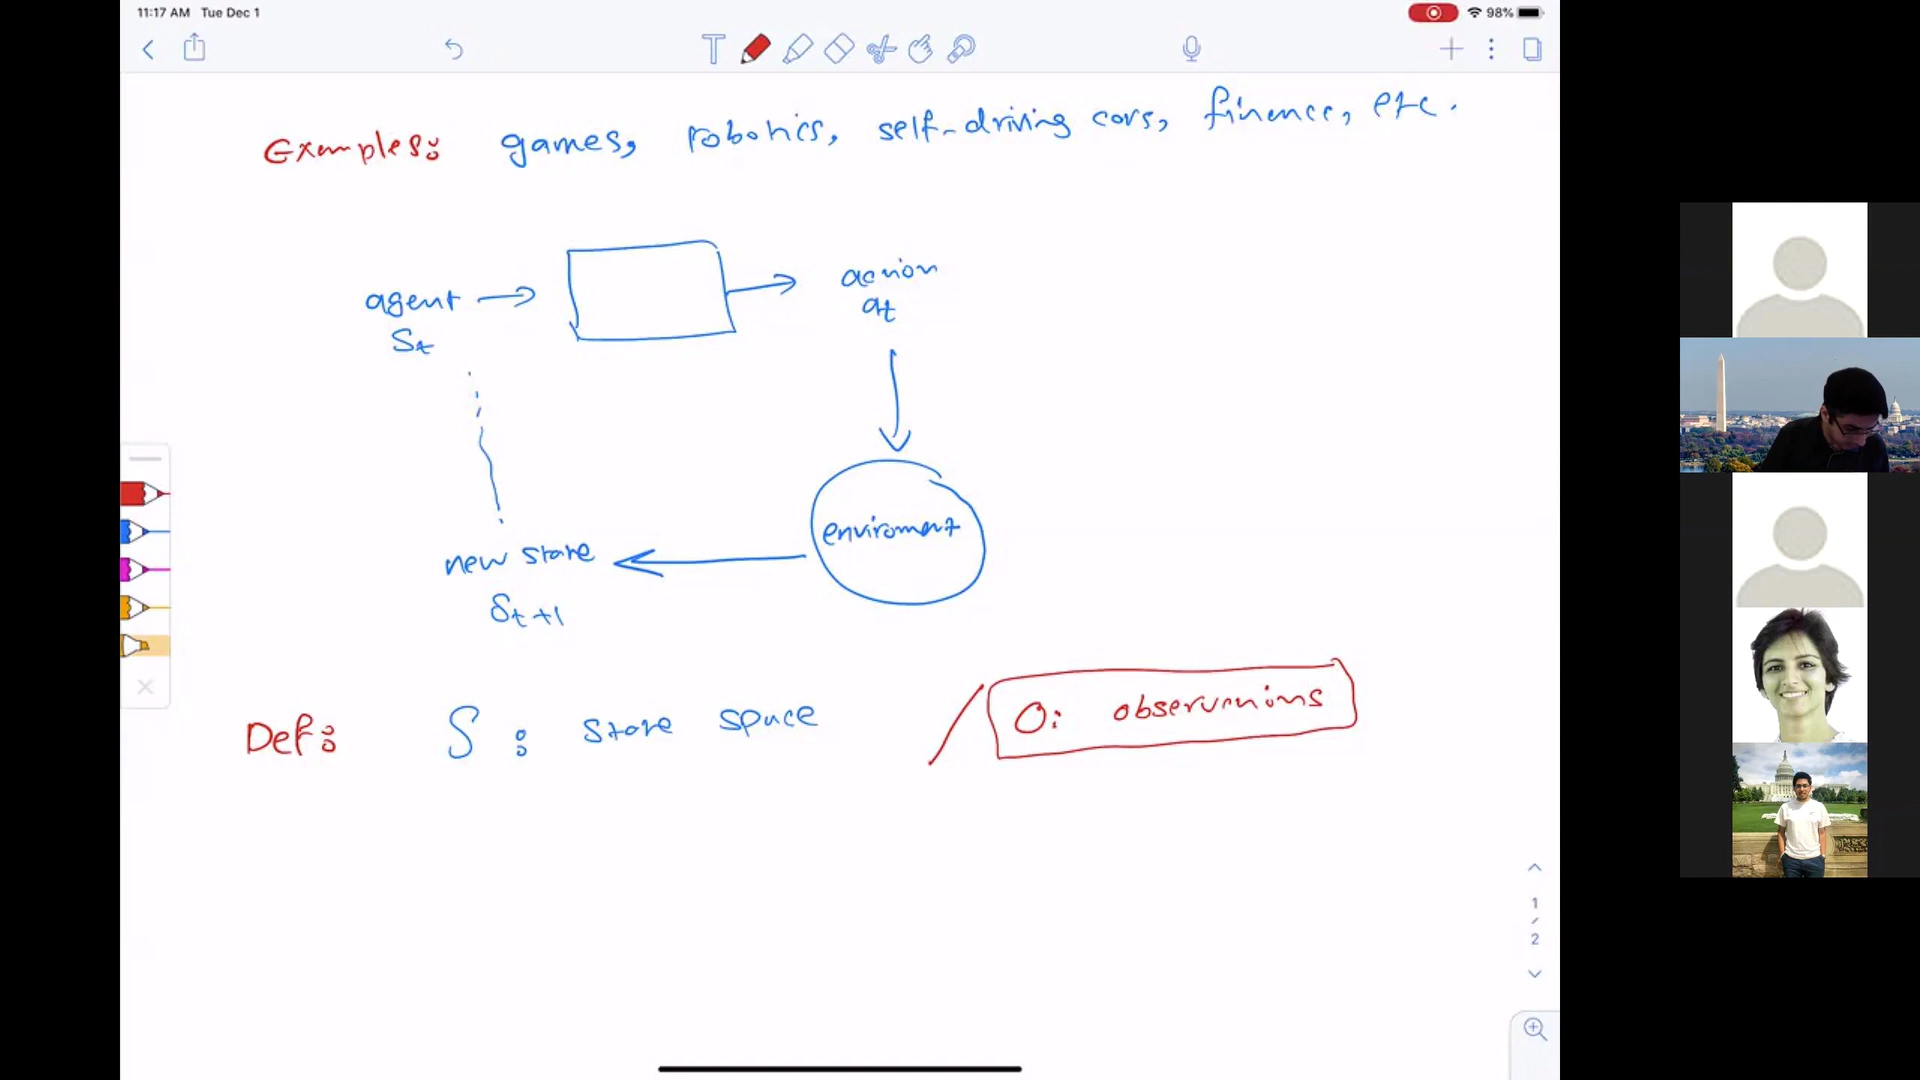 11:17 AM Tue Dec 1
98%
Examples: games, robotics, self-driving cars, finance, etc.
agent
action
St
at
enviroment
new state
St+1
Def: S : state space
O: observations
1
/
2